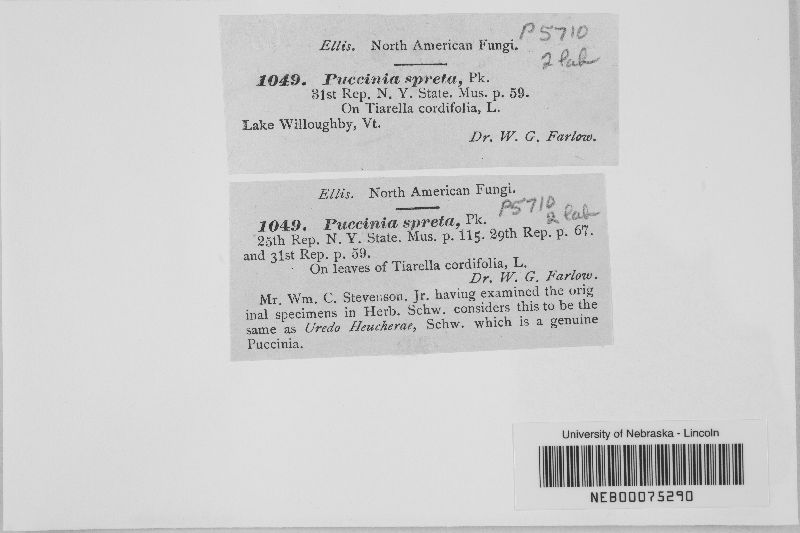 Ellis. North American Fungi. P5710
2 lab
1049. Puccinia spreta, Pk.
31st Rep. N. Y. State. Mus. p. 59.
On Tiarella cordifolia, L.
Lake Willoughby, Vt.
Dr. W. G. Farlow.
Ellis. North American Fungi.
P5710
2 lab
1049. Puccinia spreta, Pk.
25th Rep. N. Y. State. Mus. p. 115. 29th Rep. p. 67.
and 31st Rep. p. 59.
On leaves of Tiarella cordifolia, L.
Dr. W. G. Farlow.
Mr. Wm. C. Stevenson. Jr. having examined the orig
inal specimens in Herb. Schw. considers this to be the
same as Uredo Heucherae, Schw. which is a genuine
Puccinia.
University of Nebraska - Lincoln
NEB00075290